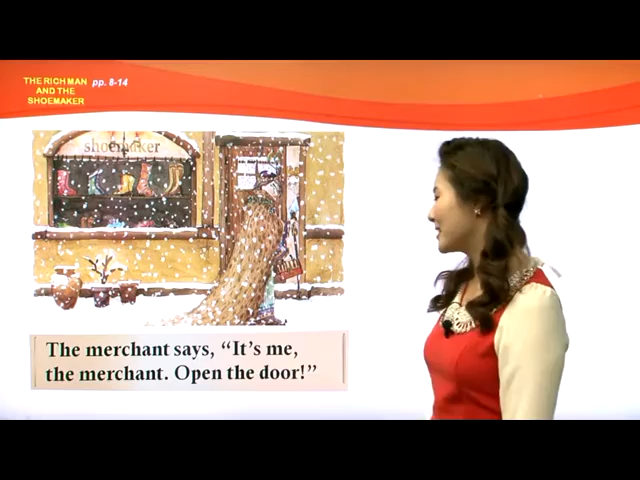 THE RICH MAN
AND THE
SHOEMAKER
pp. 8-14
shoemaker
The merchant says, “It’s me,
the merchant. Open the door!”